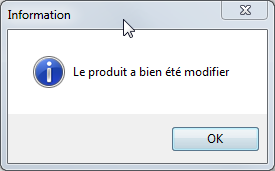 Information
Le produit a bien été modifier
OK